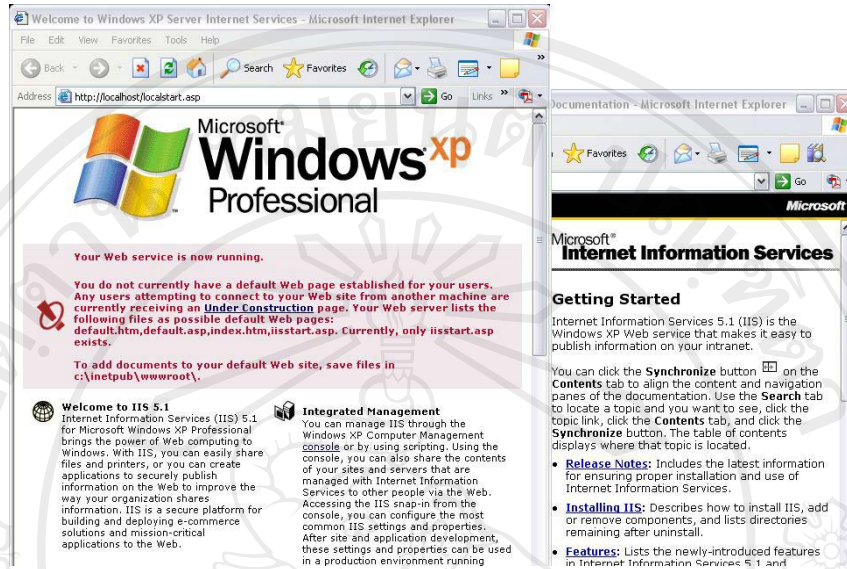 Welcome to Windows XP Server Internet Services - Microsoft Internet Explorer
File Edit View Favorites Tools Help
Back Search Favorites »
Address http://localhost/localstart.asp Go Links »
Microsoft®
Windows xp
Professional
Your Web service is now running.
You do not currently have a default Web page established for your users.
Any users attempting to connect to your Web site from another machine are
currently receiving an Under Construction page. Your Web server lists the
following files as possible default Web pages:
default.htm,default.asp,index.htm,iisstart.asp. Currently, only iisstart.asp
exists.
To add documents to your default Web site, save files in
c:\inetpub\wwwroot\.
Welcome to IIS 5.1
Internet Information Services (IIS) 5.1
for Microsoft Windows XP Professional
brings the power of Web computing to
Windows. With IIS, you can easily share
files and printers, or you can create
applications to securely publish
information on the Web to improve the
way your organization shares
information. IIS is a secure platform for
building and deploying e-commerce
solutions and mission-critical
applications to the Web.
Integrated Management
You can manage IIS through the
Windows XP Computer Management
console or by using scripting. Using the
console, you can also share the contents
of your sites and servers that are
managed with Internet Information
Services to other people via the Web.
Accessing the IIS snap-in from the
console, you can configure the most
common IIS settings and properties.
After site and application development,
these settings and properties can be used
in a production environment running
Documentation - Microsoft Internet Explorer
Favorites
Go
Microsoft
Microsoft®
Internet Information Services
Getting Started
Internet Information Services 5.1 (IIS) is the
Windows XP Web service that makes it easy to
publish information on your intranet.
You can click the Synchronize button on the
Contents tab to align the content and navigation
panes of the documentation. Use the Search tab
to locate a topic and you want to see, click the
topic link, click the Contents tab, and click the
Synchronize button. The table of contents
displays where that topic is located.
• Release Notes: Includes the latest information
for ensuring proper installation and use of
Internet Information Services.
• Installing IIS: Describes how to install IIS, add
or remove components, and lists directories
remaining after uninstall.
• Features: Lists the newly-introduced features
in Internet Information Services 5.1 and